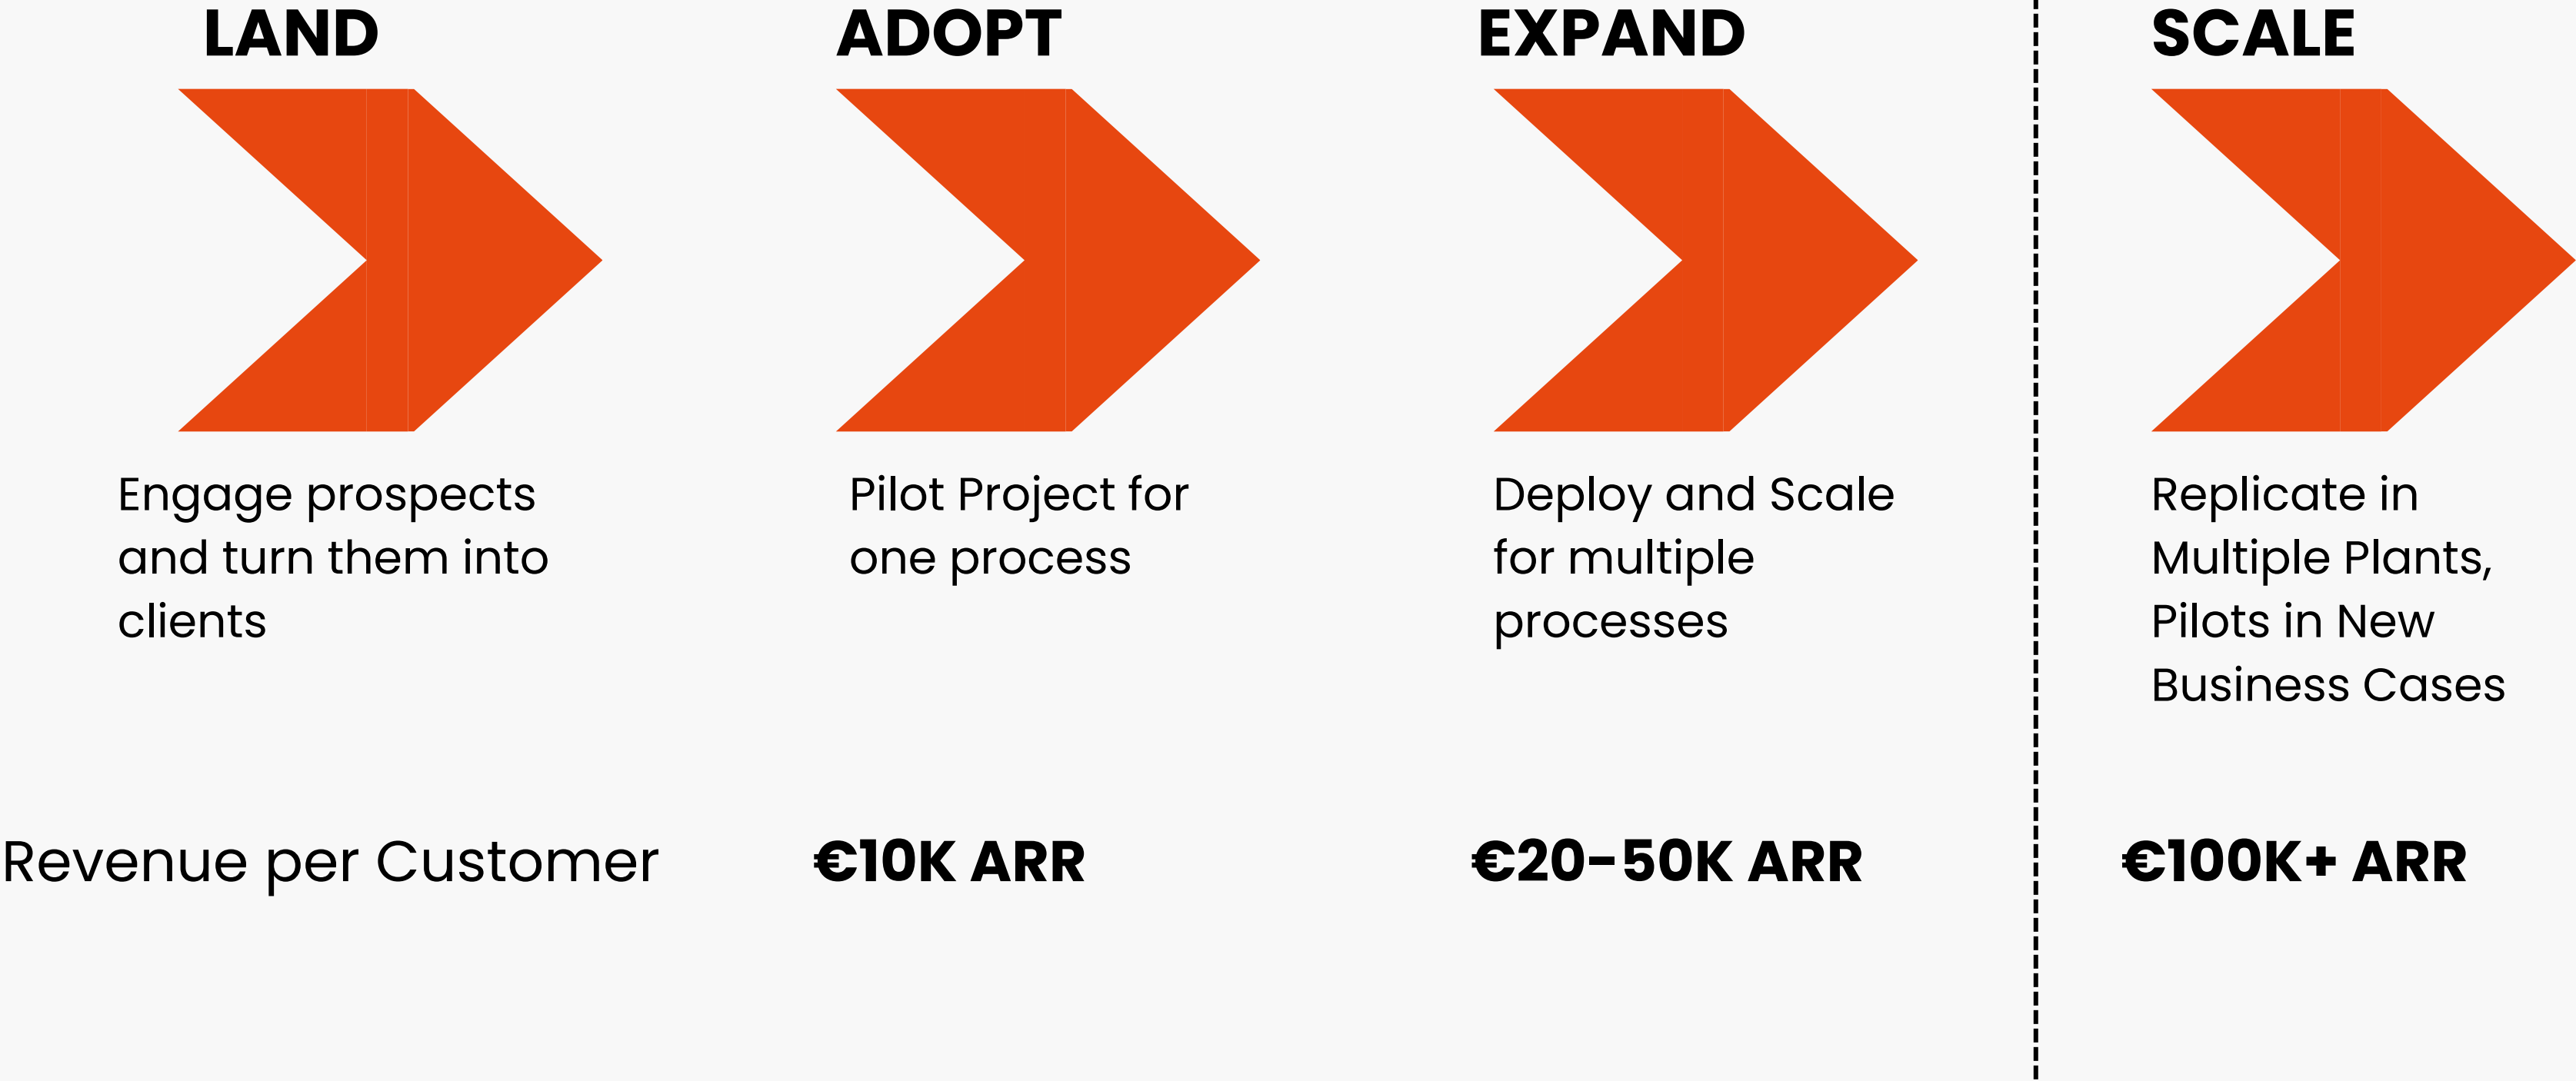 LAND
ADOPT
EXPAND
SCALE
Engage prospects
and turn them into
clients
Pilot Project for
one process
Deploy and Scale
for multiple
processes
Replicate in
Multiple Plants,
Pilots in New
Business Cases
Revenue per Customer
€10K ARR
€20-50K ARR
€100K+ ARR